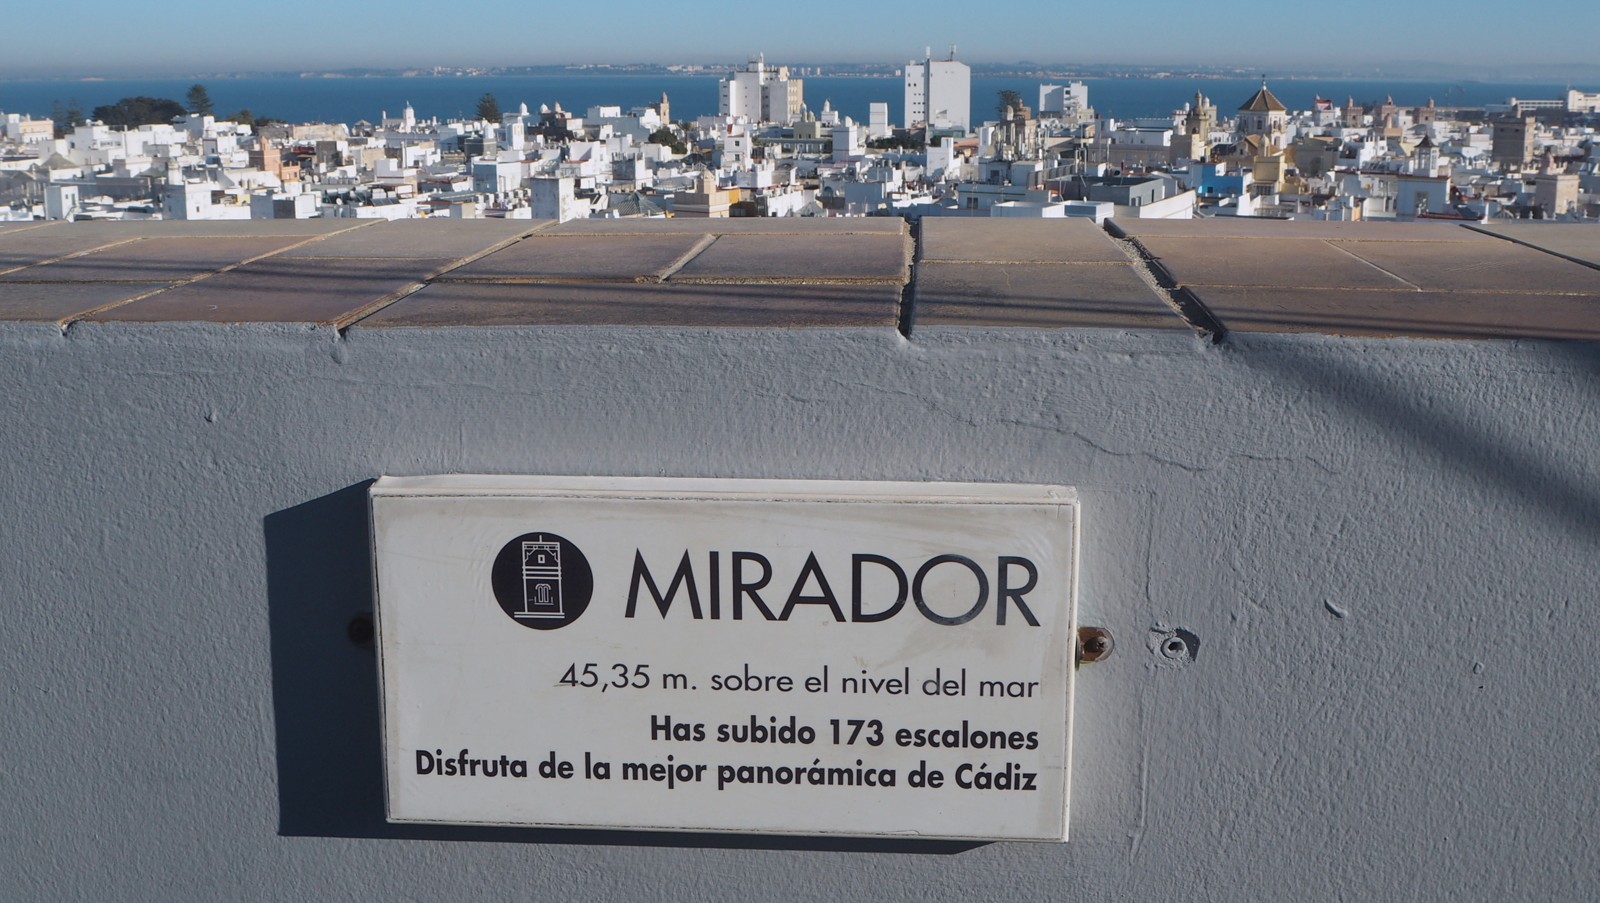 MIRADOR
45,35 m. sobre el nivel del mar
Has subido 173 escalones
Disfruta de la mejor panorámica de Cádiz